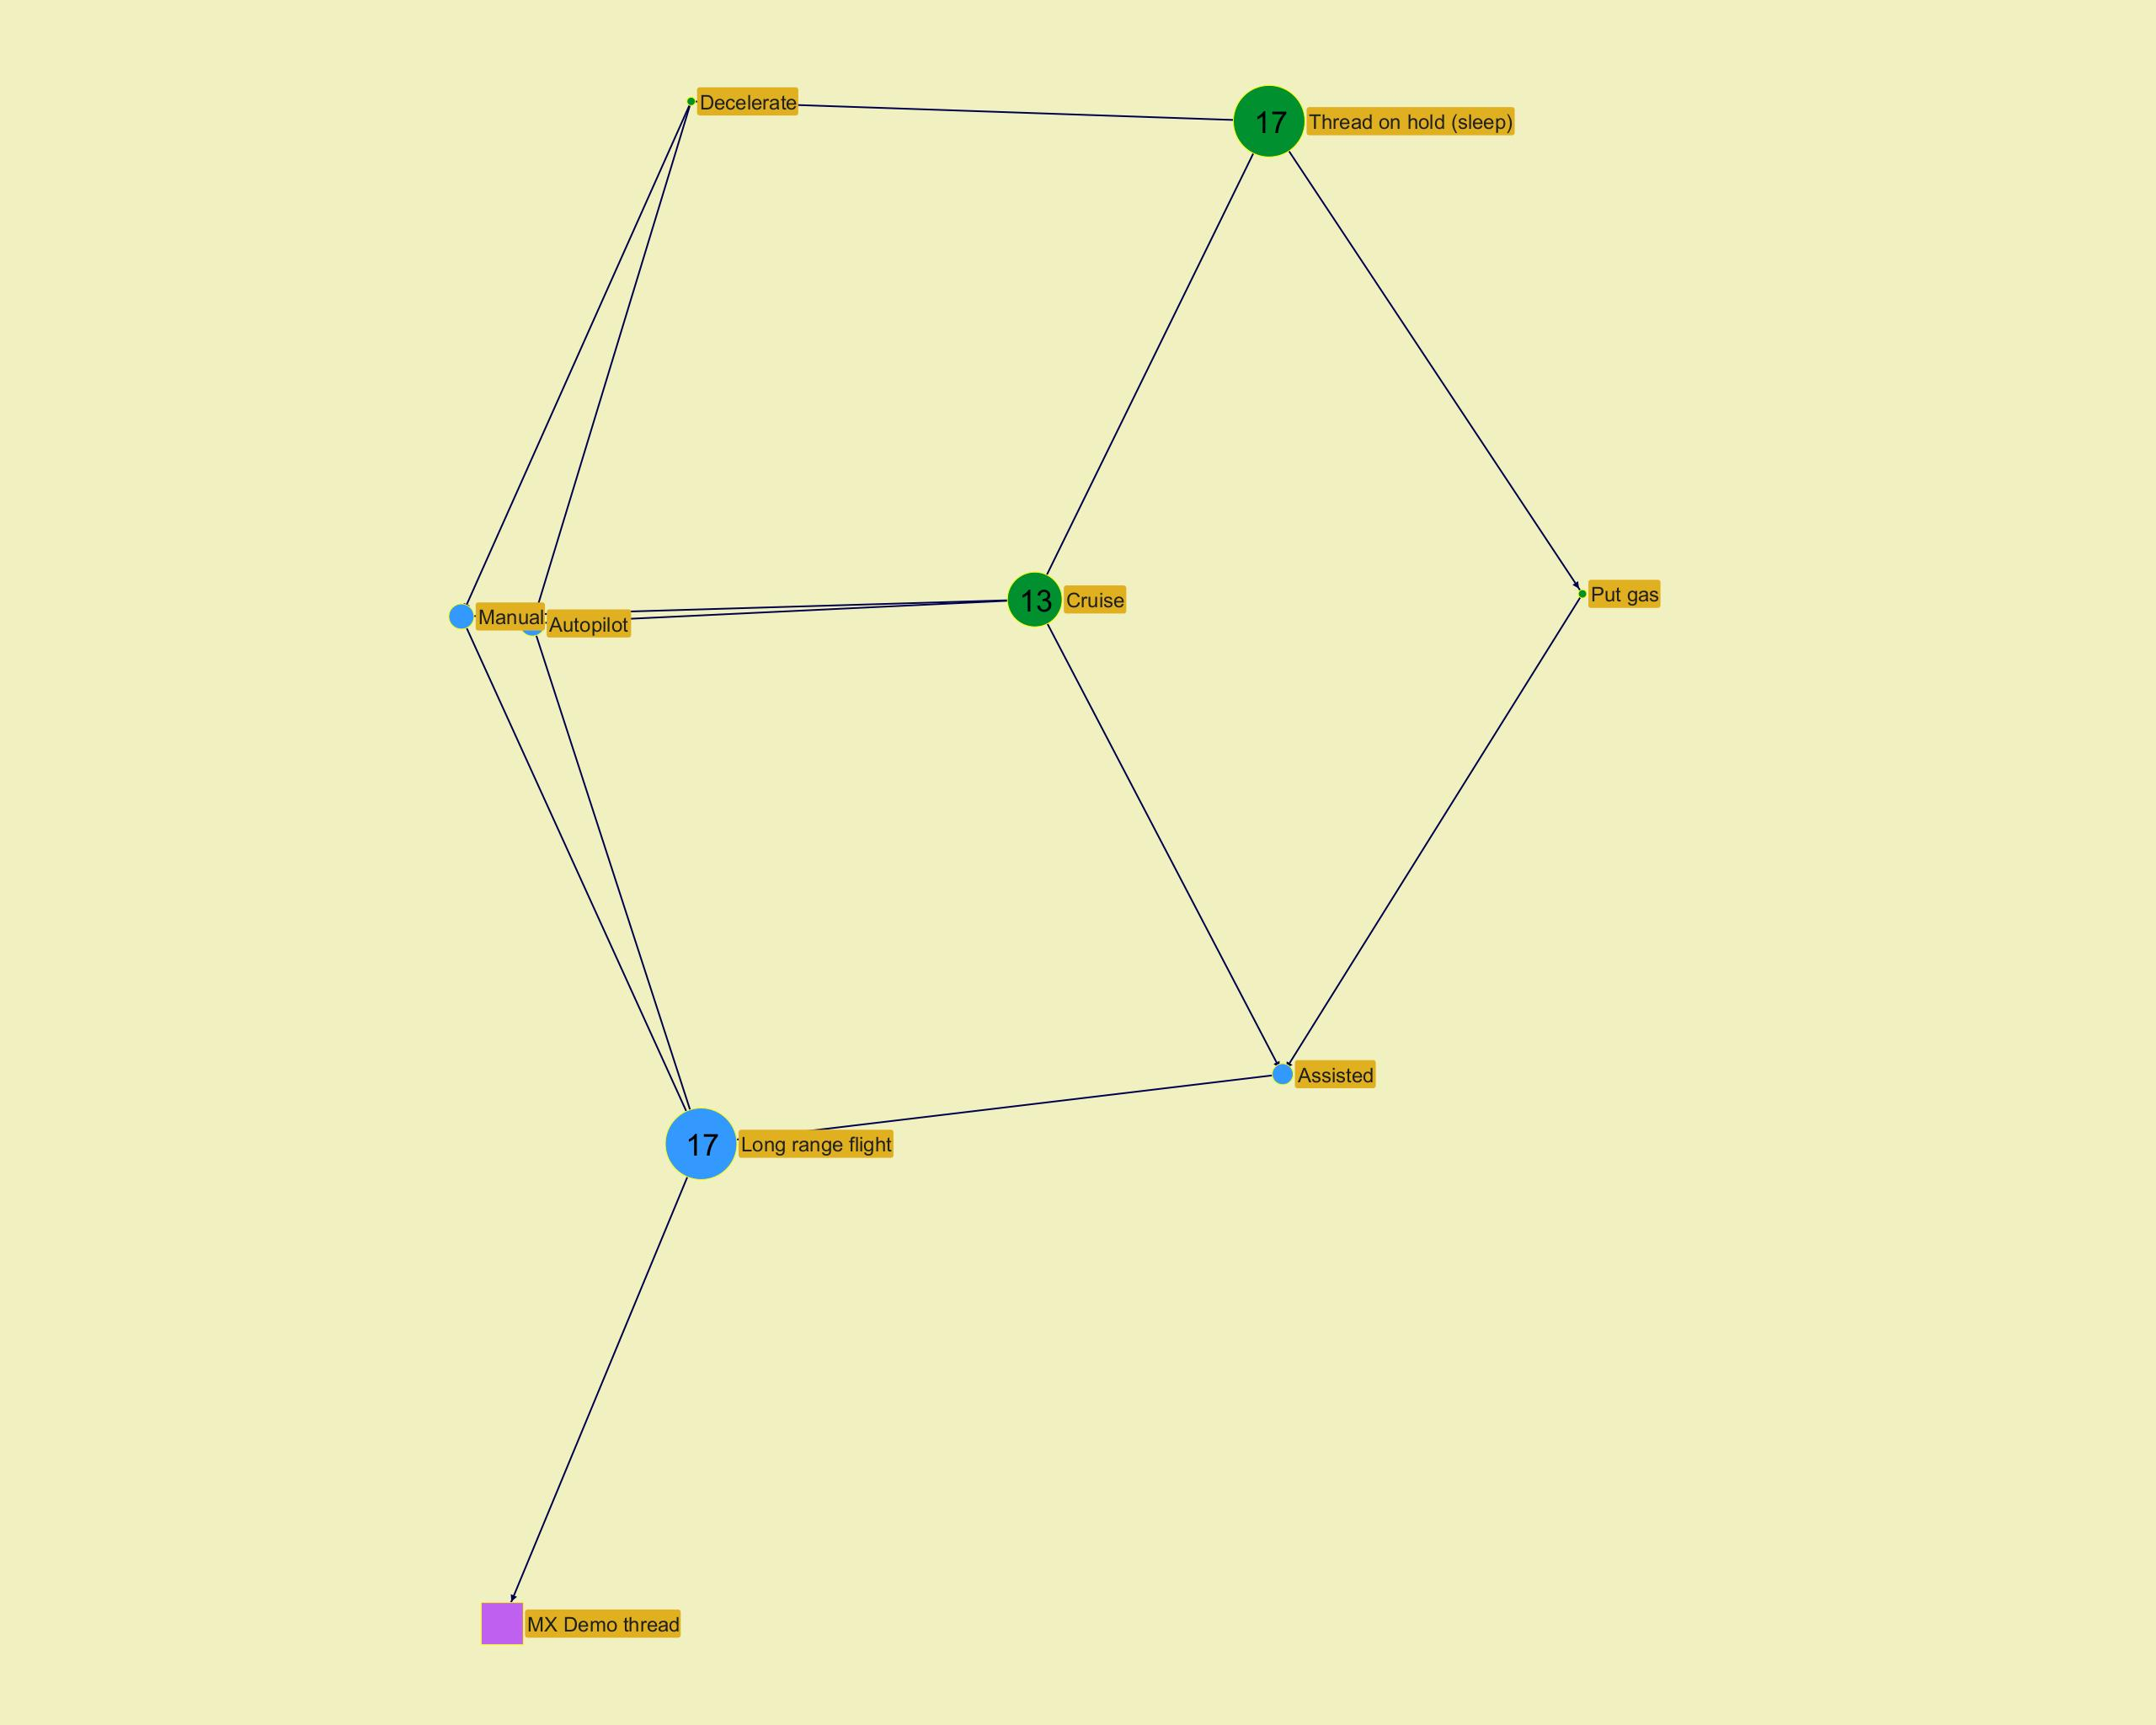 Decelerate
17
Thread on hold (sleep)
Put gas
13
Cruise
Manual
Autopilot
Assisted
17
Long range flight
MX Demo thread